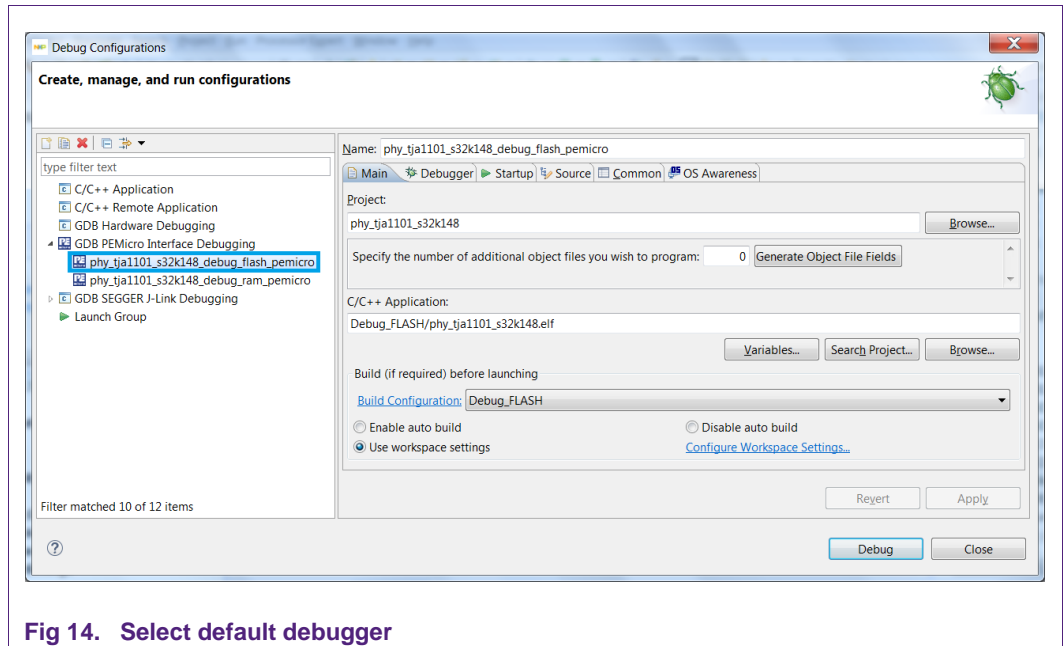 Debug Configurations
X
Create, manage, and run configurations
type filter text
C/C++ Application
C/C++ Remote Application
GDB Hardware Debugging
GDB PEMicro Interface Debugging
phy_tja1101_s32k148_debug_flash_pemicro
phy_tja1101_s32k148_debug_ram_pemicro
GDB SEGGER J-Link Debugging
Launch Group
Filter matched 10 of 12 items
Name: phy_tja1101_s32k148_debug_flash_pemicro
Main Debugger Startup Source Common OS Awareness
Project:
phy_tja1101_s32k148 Browse...
Specify the number of additional object files you wish to program: 0 Generate Object File Fields
C/C++ Application:
Debug_FLASH/phy_tja1101_s32k148.elf
Variables... Search Project... Browse...
Build (if required) before launching
Build Configuration: Debug_FLASH
Enable auto build Disable auto build
Use workspace settings Configure Workspace Settings...
Revert Apply
? Debug Close
Fig 14. Select default debugger